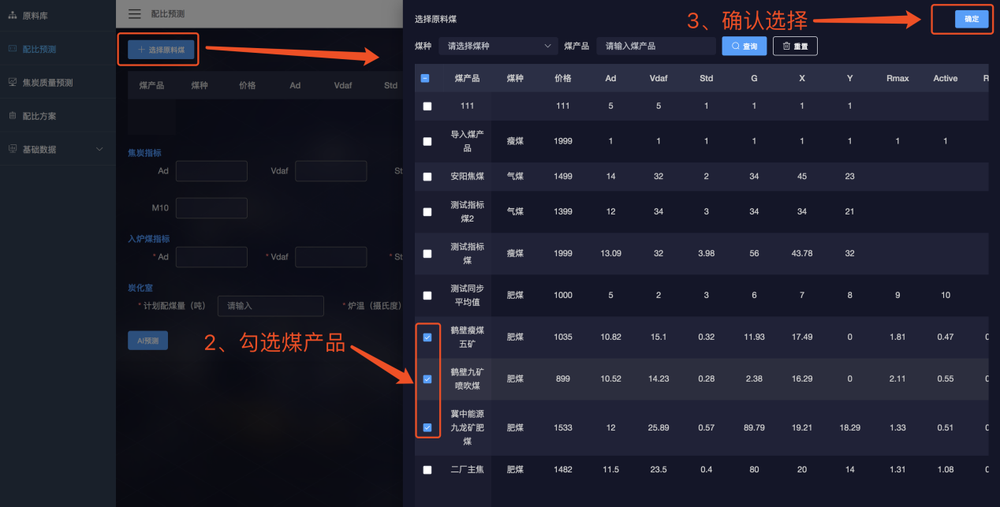 原料库
配比预测
焦炭质量预测
配比方案
基础数据
配比预测
+ 选择原料煤
煤产品 煤种 价格 Ad Vdaf Std
焦炭指标
Ad Vdaf St
M10
入炉煤指标
* Ad * Vdaf * St
炭化室
* 计划配煤量（吨） 请输入 * 炉温（摄氏度）
AI预测
2、勾选煤产品
选择原料煤
3、确认选择
确定
煤种 请选择煤种 煤产品 请输入煤产品 查询 重置
煤产品 煤种 价格 Ad Vdaf Std G X Y Rmax Active R
111 111 5 5 1 1 1 1
导入煤产
品 瘦煤 1999 1 1 1 1 1 1 1 1
安阳焦煤 气煤 1499 14 32 2 34 45 23
测试指标
煤2 气煤 1399 12 34 3 34 34 21
测试指标
煤 瘦煤 1999 13.09 32 3.98 56 43.78 32
测试同步
平均值 肥煤 1000 5 2 3 6 7 8 9 10
鹤壁瘦煤
五矿 肥煤 1035 10.82 15.1 0.32 11.93 17.49 0 1.81 0.47
鹤壁九矿
喷吹煤 肥煤 899 10.52 14.23 0.28 2.38 16.29 0 2.11 0.55
冀中能源
九龙矿肥
煤 肥煤 1533 12 25.89 0.57 89.79 19.21 18.29 1.33 0.51
二厂主焦 肥煤 1482 11.5 23.5 0.4 80 20 14 1.31 1.08